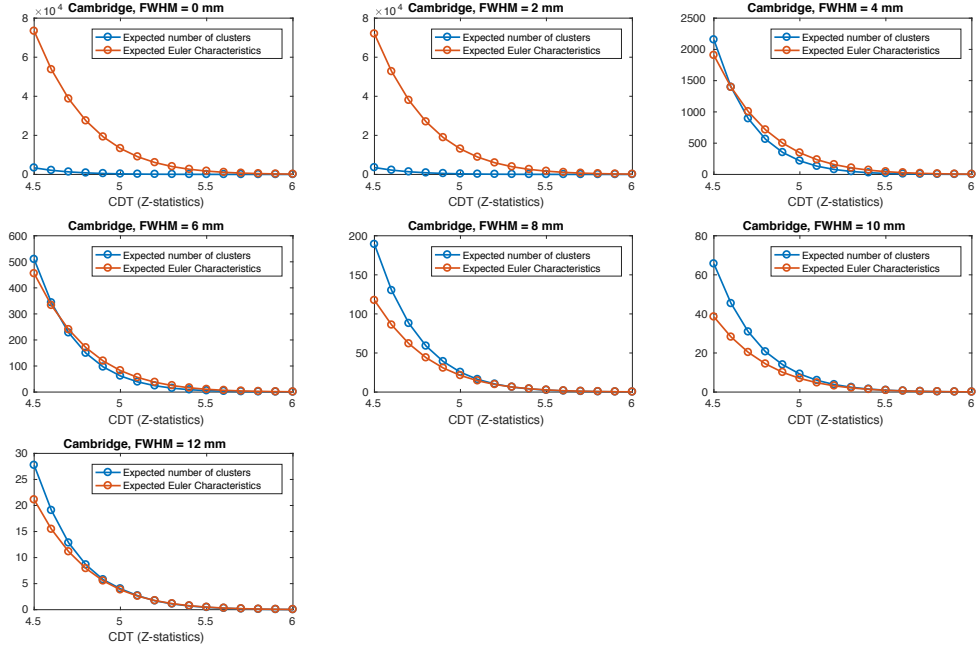 Cambridge, FWHM = 0 mm
8 × 10^4
6
4
2
0
4.5 5 5.5 6
CDT (Z-statistics)
Expected number of clusters
Expected Euler Characteristics
Cambridge, FWHM = 2 mm
8 × 10^4
6
4
2
0
4.5 5 5.5 6
CDT (Z-statistics)
Expected number of clusters
Expected Euler Characteristics
Cambridge, FWHM = 4 mm
2500
2000
1500
1000
500
0
4.5 5 5.5 6
CDT (Z-statistics)
Expected number of clusters
Expected Euler Characteristics
Cambridge, FWHM = 6 mm
600
500
400
300
200
100
0
4.5 5 5.5 6
CDT (Z-statistics)
Expected number of clusters
Expected Euler Characteristics
Cambridge, FWHM = 8 mm
200
150
100
50
0
4.5 5 5.5 6
CDT (Z-statistics)
Expected number of clusters
Expected Euler Characteristics
Cambridge, FWHM = 10 mm
80
60
40
20
0
4.5 5 5.5 6
CDT (Z-statistics)
Expected number of clusters
Expected Euler Characteristics
Cambridge, FWHM = 12 mm
30
25
20
15
10
5
0
4.5 5 5.5 6
CDT (Z-statistics)
Expected number of clusters
Expected Euler Characteristics